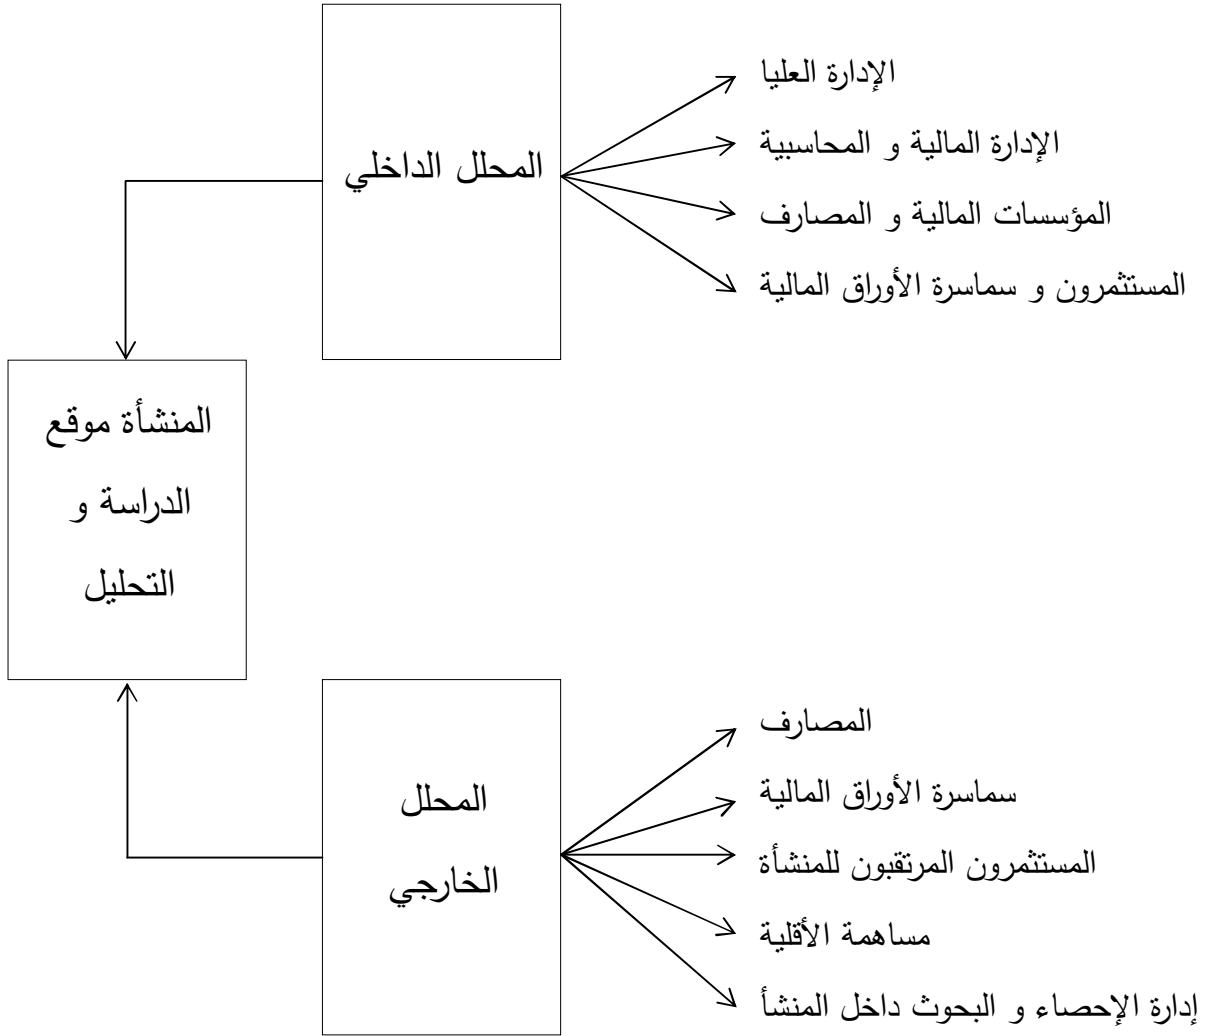 الإدارة العليا
الإدارة المالية و المحاسبية
المؤسسات المالية و المصارف
المستثمرون و سماسرة الأوراق المالية
المحلل الداخلي
المنشأة موقع
الدراسة و
التحليل
المصارف
سماسرة الأوراق المالية
المستثمرون المرتقبون للمنشأة
مساهمة الأقلية
إدارة الإحصاء و البحوث داخل المنشأ
المحلل
الخارجي